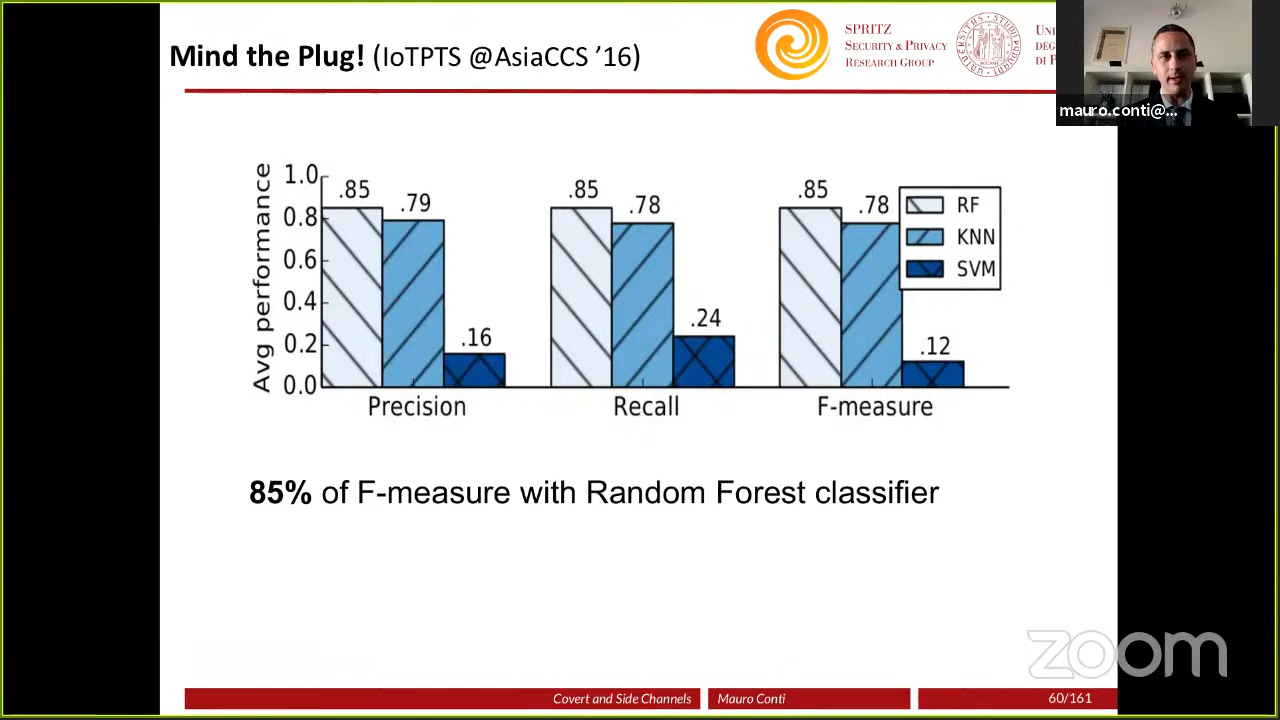 Mind the Plug! (IoTPTS @AsiaCCS ’16)
SPRITZ
SECURITY & PRIVACY
RESEARCH GROUP
UNI
DEG
DI P
mauro.conti@...
Avg performance
1.0
0.8
0.6
0.4
0.2
0.0
.85
.79
.16
.85
.78
.24
.85
.78
.12
RF
KNN
SVM
Precision
Recall
F-measure
85% of F-measure with Random Forest classifier
zoom
Covert and Side Channels
Mauro Conti
60/161